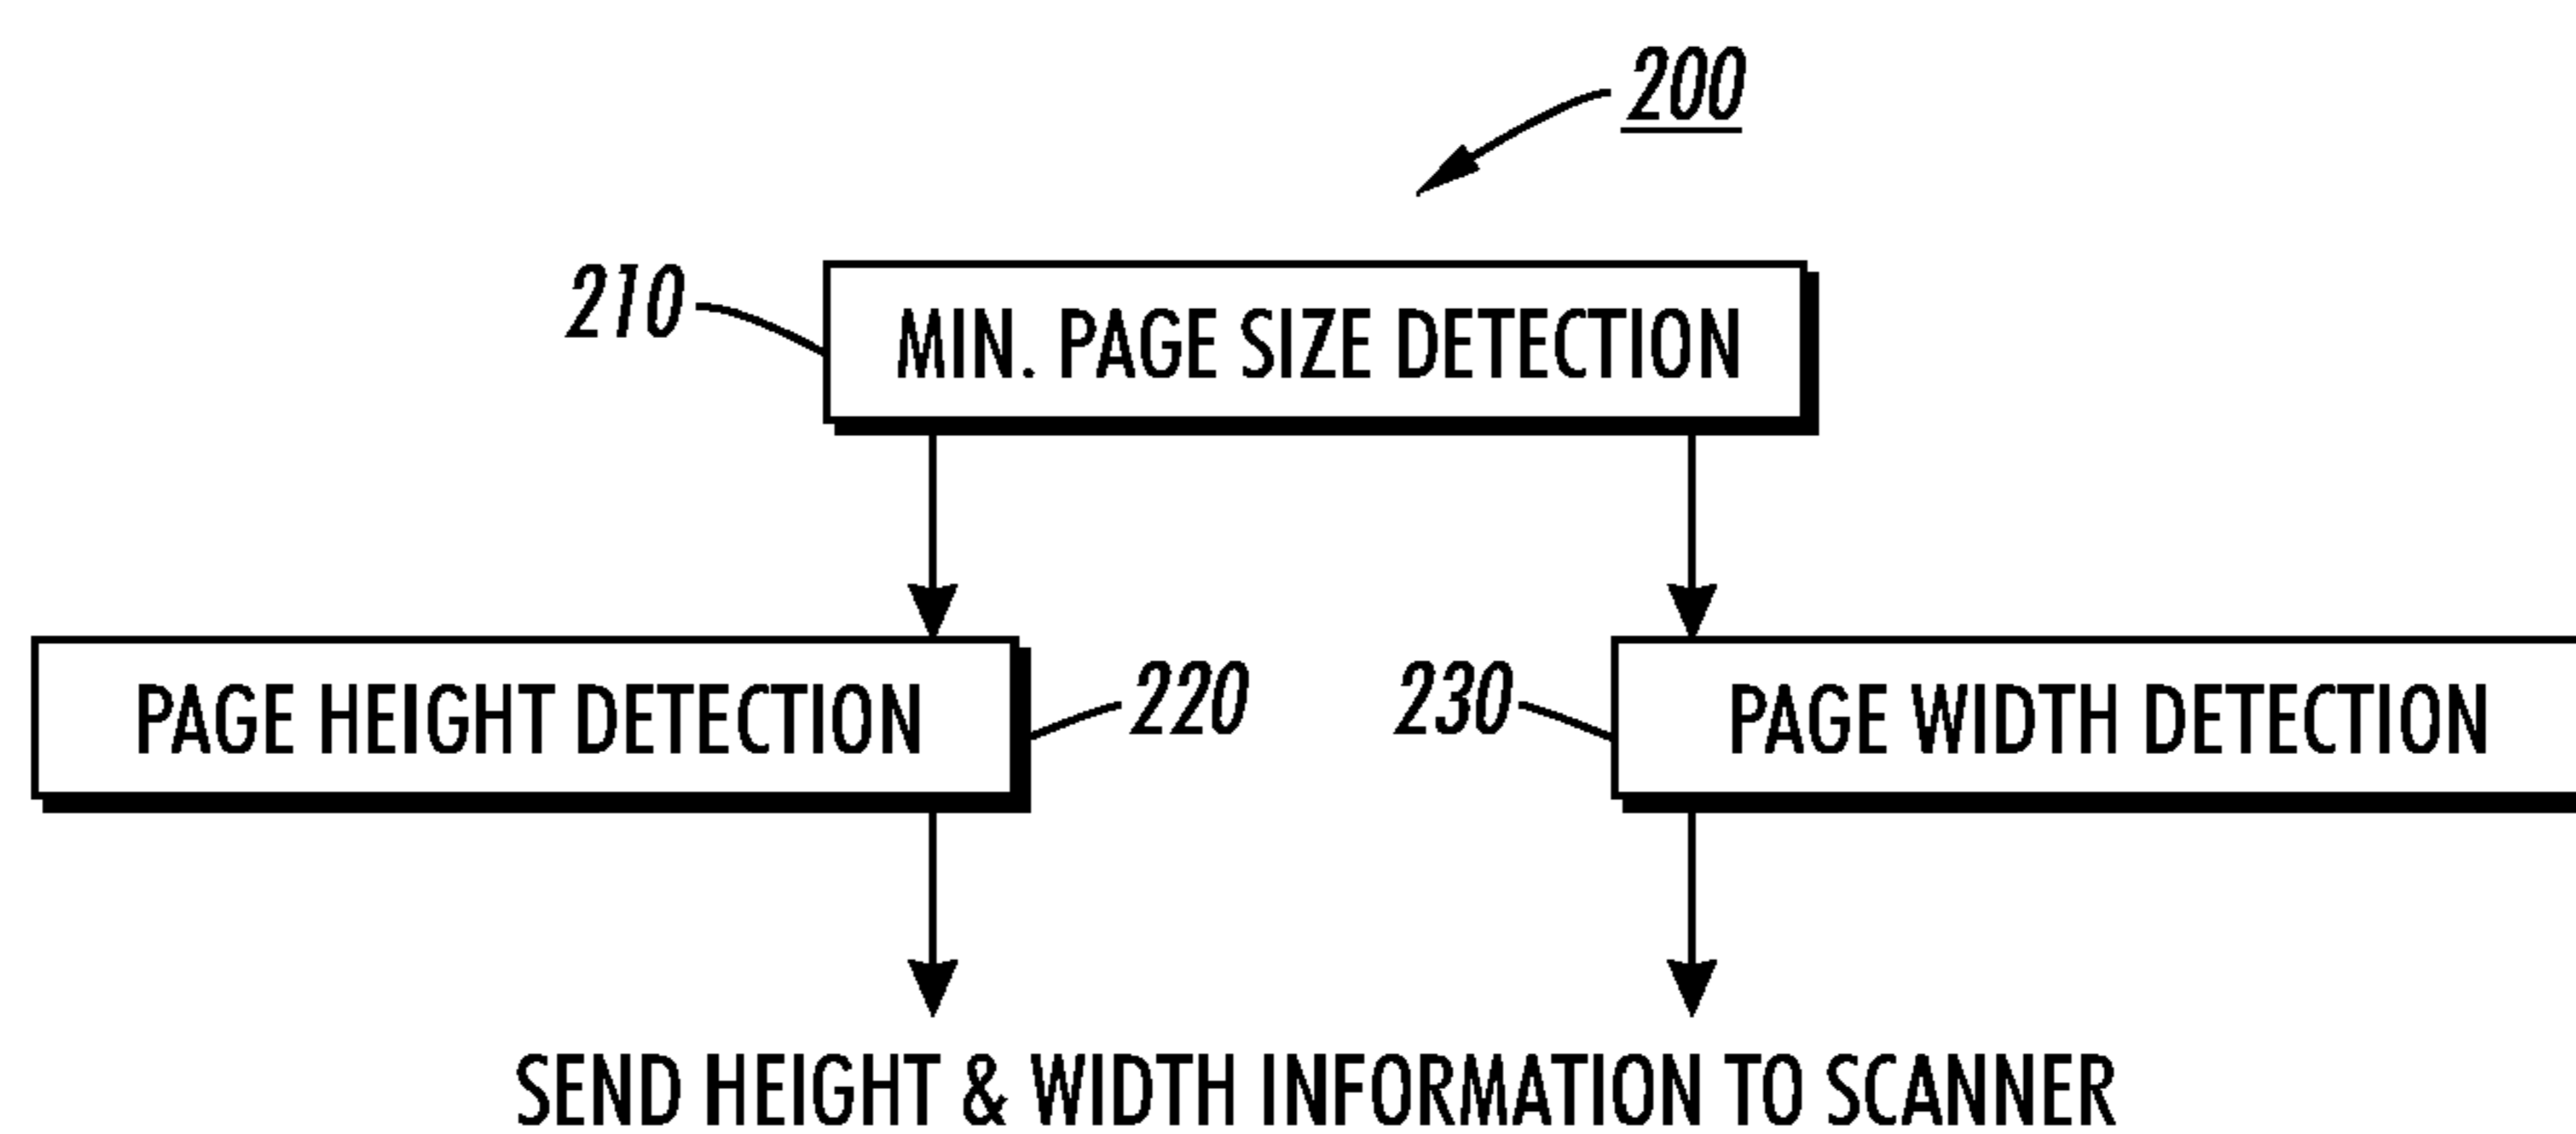 200
210
MIN. PAGE SIZE DETECTION
PAGE HEIGHT DETECTION
220
230
PAGE WIDTH DETECTION
SEND HEIGHT & WIDTH INFORMATION TO SCANNER